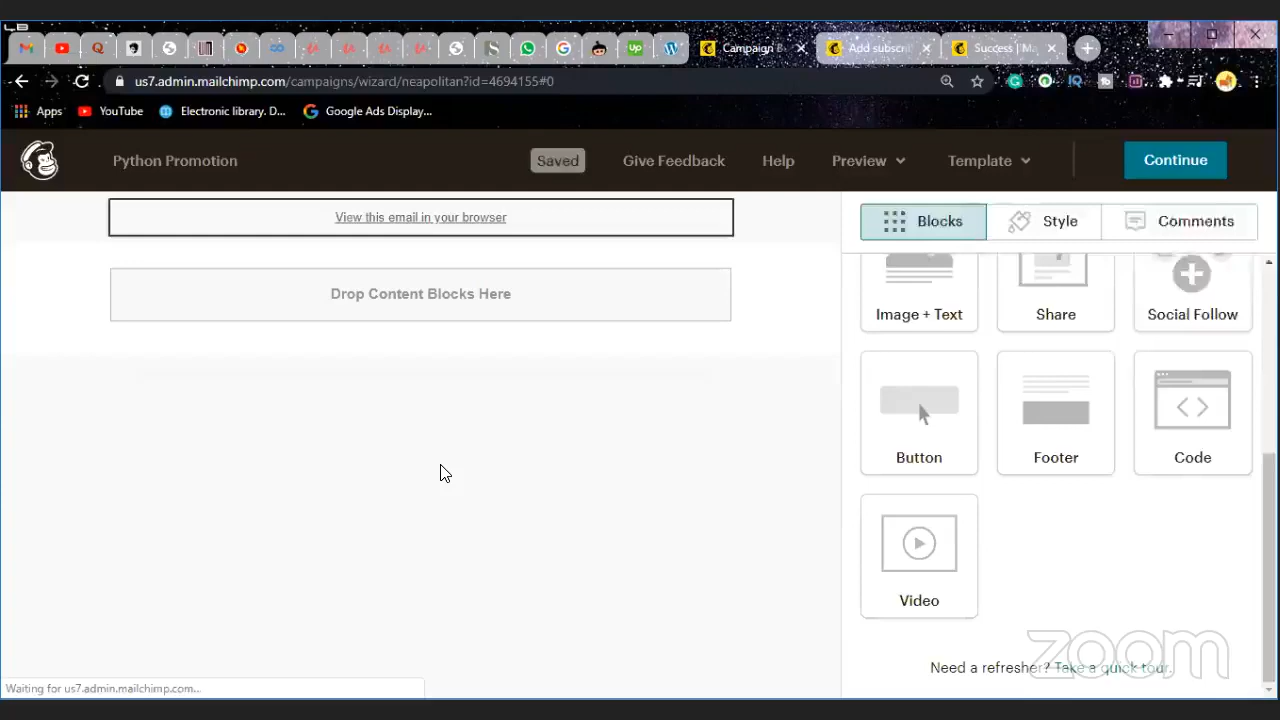 Campaign B
Add subscri
Success | Ma
us7.admin.mailchimp.com/campaigns/wizard/neapolitan?id=4694155#0
Apps
YouTube
Electronic library. D...
Google Ads Display...
Python Promotion
Saved
Give Feedback
Help
Preview
Template
Continue
View this email in your browser
Blocks
Style
Comments
Drop Content Blocks Here
Image + Text
Share
Social Follow
Button
Footer
Code
Video
Need a refresher? Take a quick tour.
Waiting for us7.admin.mailchimp.com...
zoom